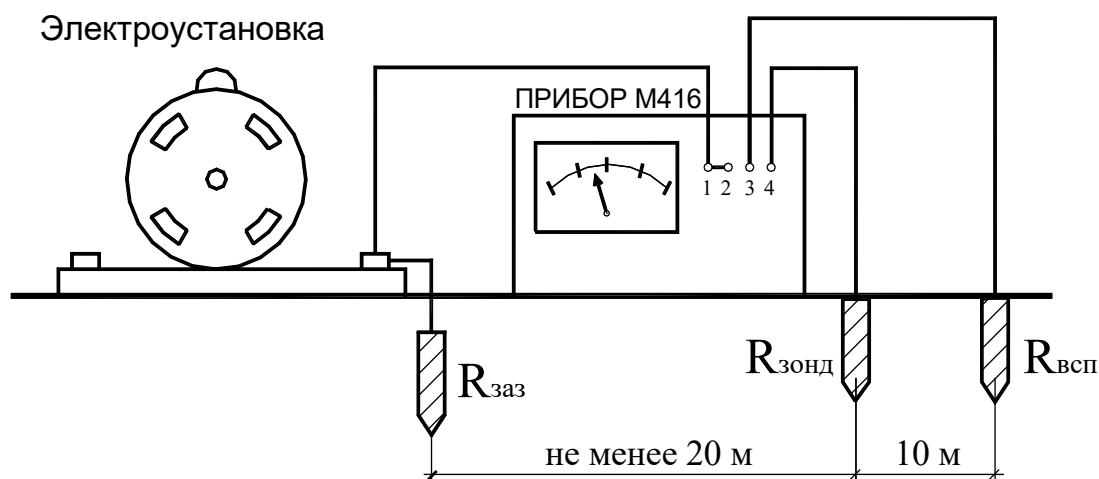 Электроустановка
ПРИБОР М416
1 2 3 4
Rзаз
Rзонд
Rвсп
не менее 20 м
10 м